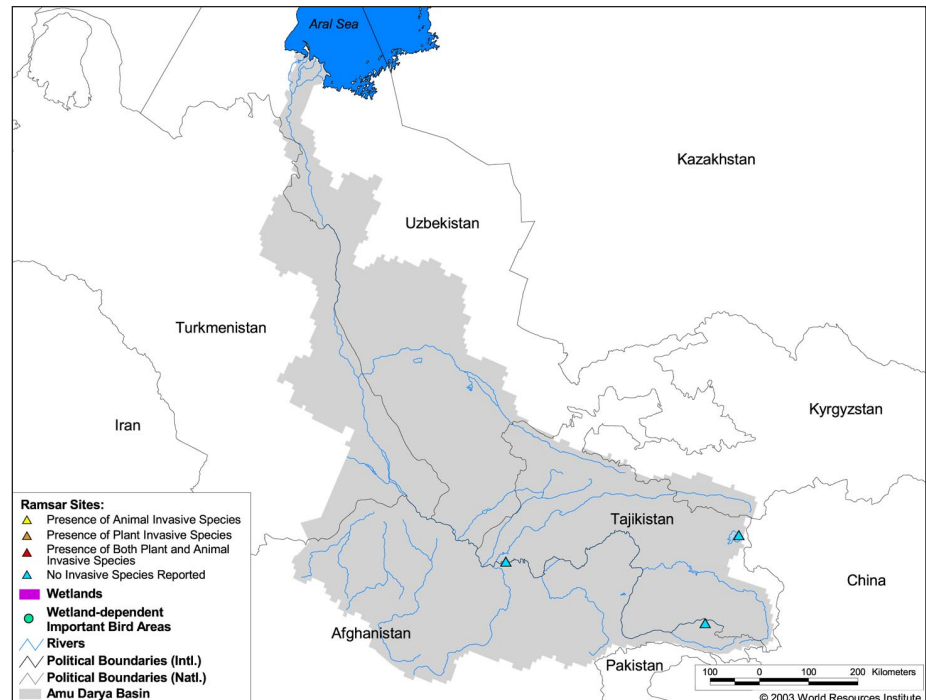 Aral Sea
Kazakhstan
Uzbekistan
Turkmenistan
Kyrgyzstan
Iran
Tajikistan
China
Afghanistan
Pakistan
Ramsar Sites:
Presence of Animal Invasive Species
Presence of Plant Invasive Species
Presence of Both Plant and Animal
Invasive Species
No Invasive Species Reported
Wetlands
Wetland-dependent
Important Bird Areas
Rivers
Political Boundaries (Intl.)
Political Boundaries (Natl.)
Amu Darya Basin
100 0 100 200 Kilometers
© 2003 World Resources Institute